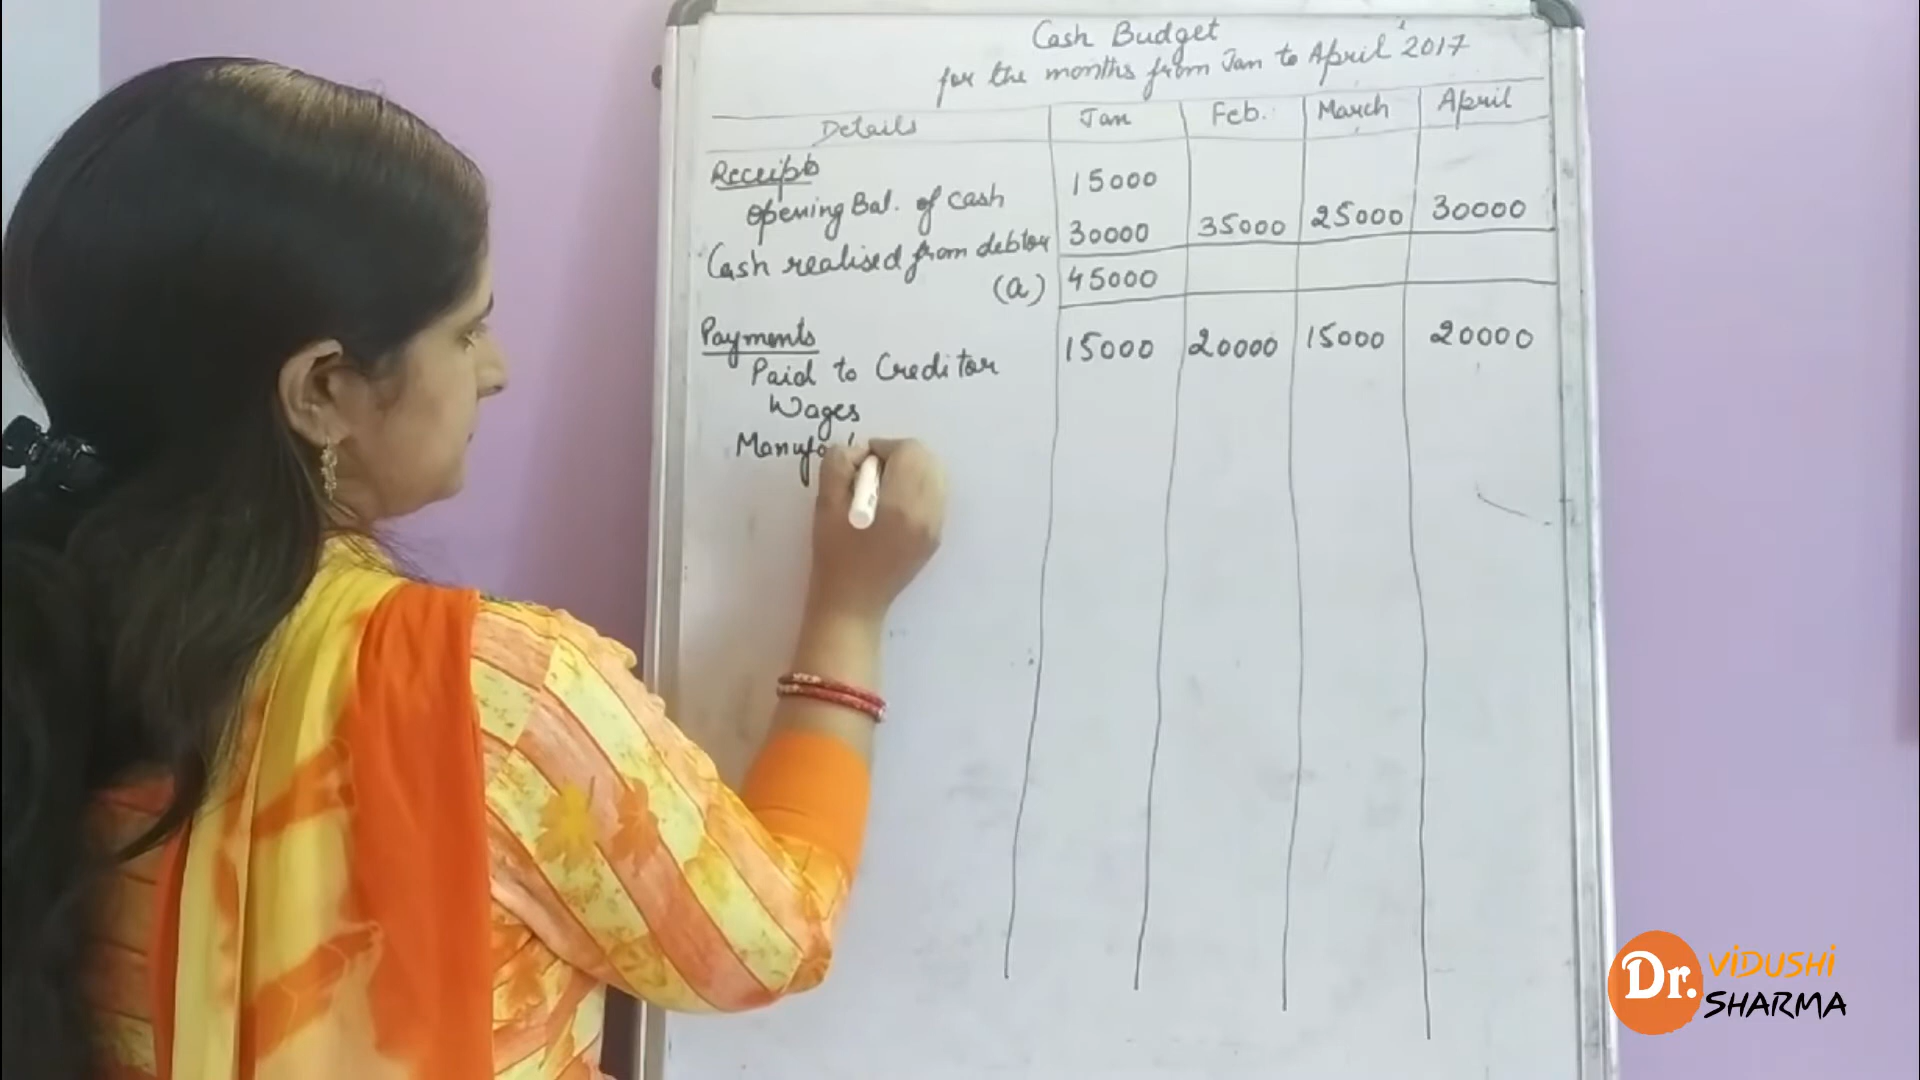 Cash Budget
for the months from Jan to April' 2017
Details Jan Feb. March April
Receipts
Opening Bal. of cash 15000
Cash realised from debtor 30000 35000 25000 30000
(a) 45000
Payments
Paid to Creditor 15000 20000 15000 20000
Wages
Manufa
Dr. VIDUSHI
SHARMA